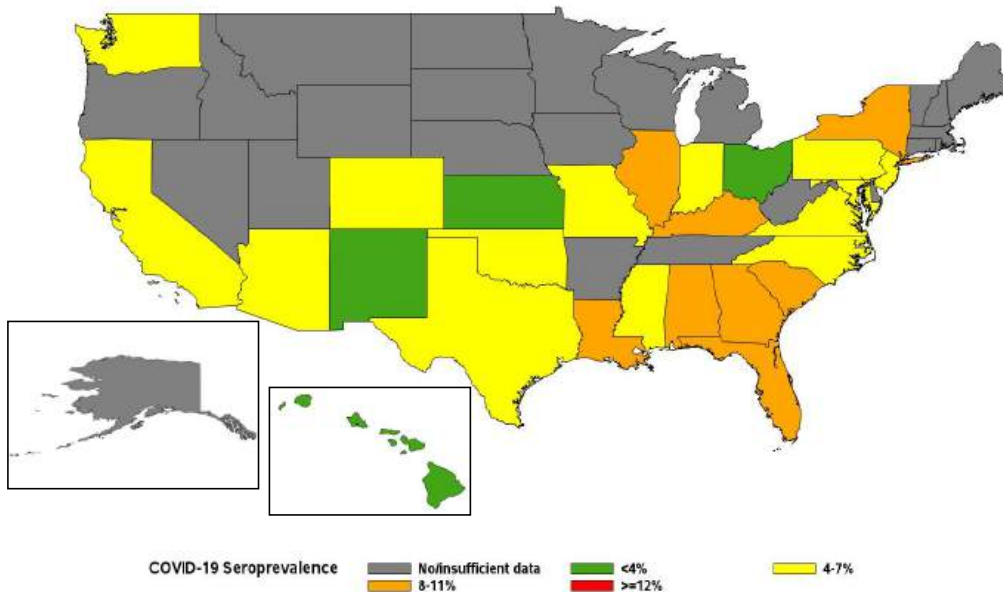 COVID-19 Seroprevalence No/insufficient data <4% 4-7%
8-11% >=12%